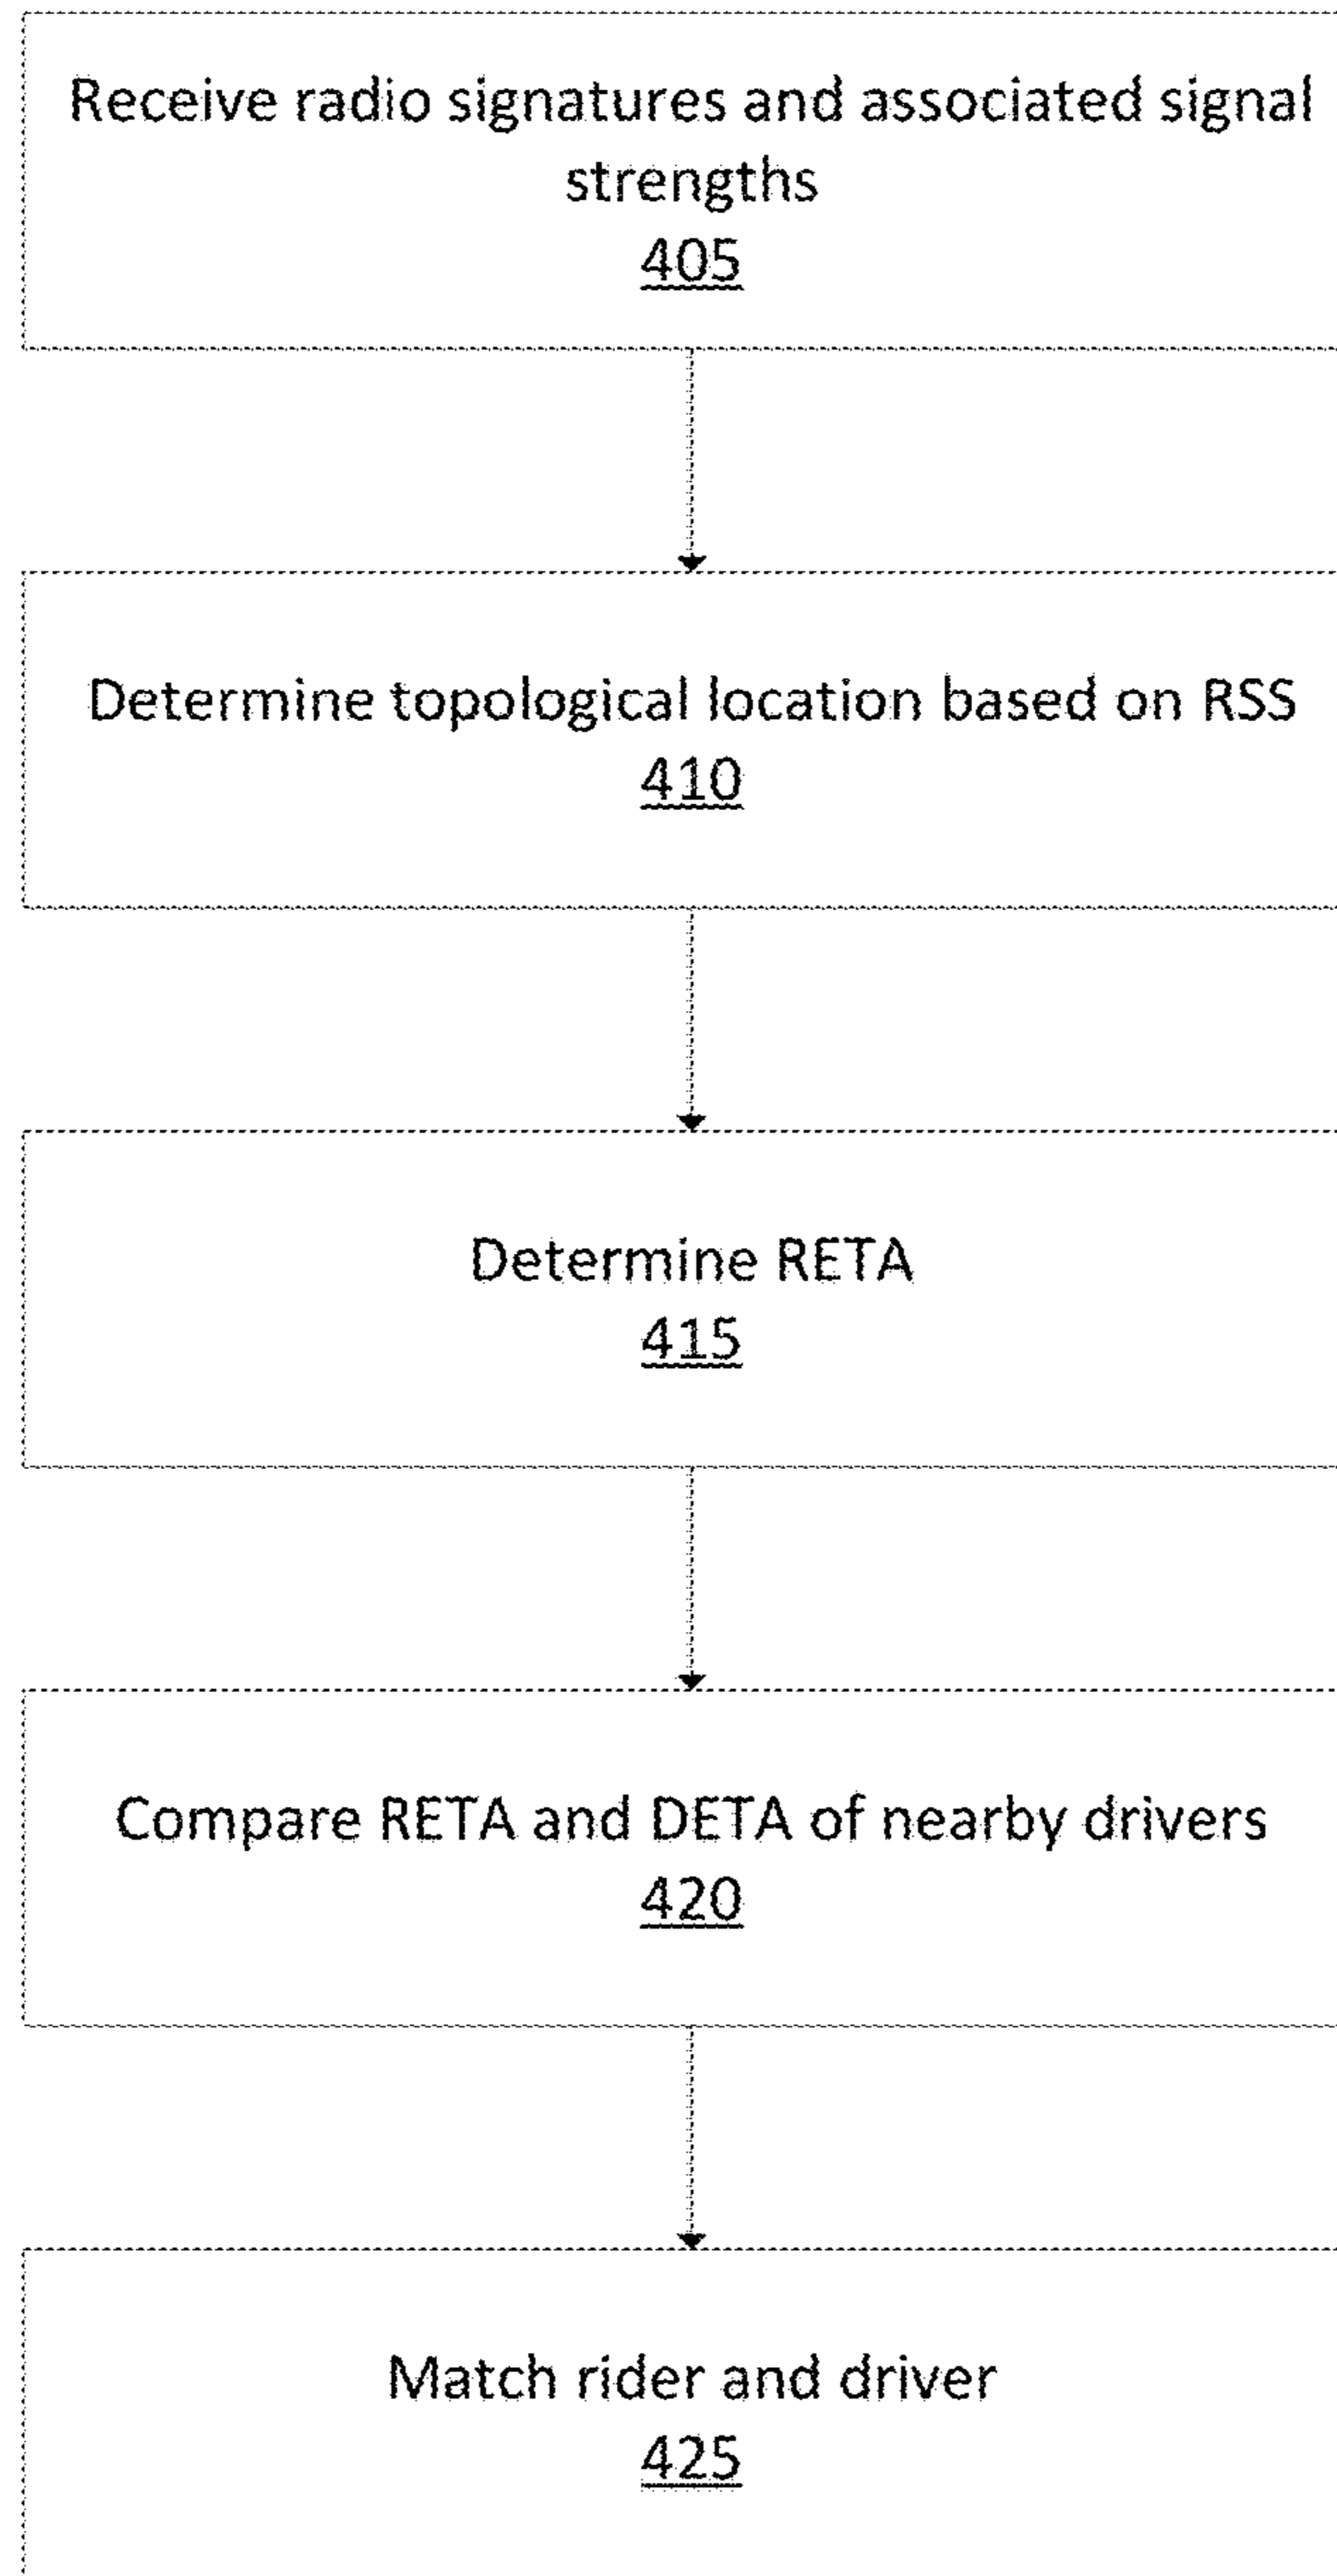 Receive radio signatures and associated signal
strengths
405
Determine topological location based on RSS
410
Determine RETA
415
Compare RETA and DETA of nearby drivers
420
Match rider and driver
425